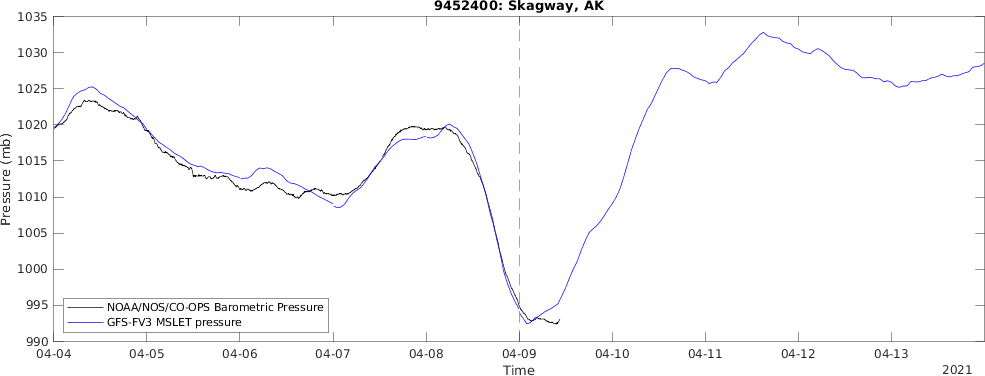 9452400: Skagway, AK
1035
1030
1025
1020
1015
1010
1005
1000
995
990
Pressure (mb)
NOAA/NOS/CO-OPS Barometric Pressure
GFS-FV3 MSLET pressure
04-04 04-05 04-06 04-07 04-08 04-09 04-10 04-11 04-12 04-13
Time
2021